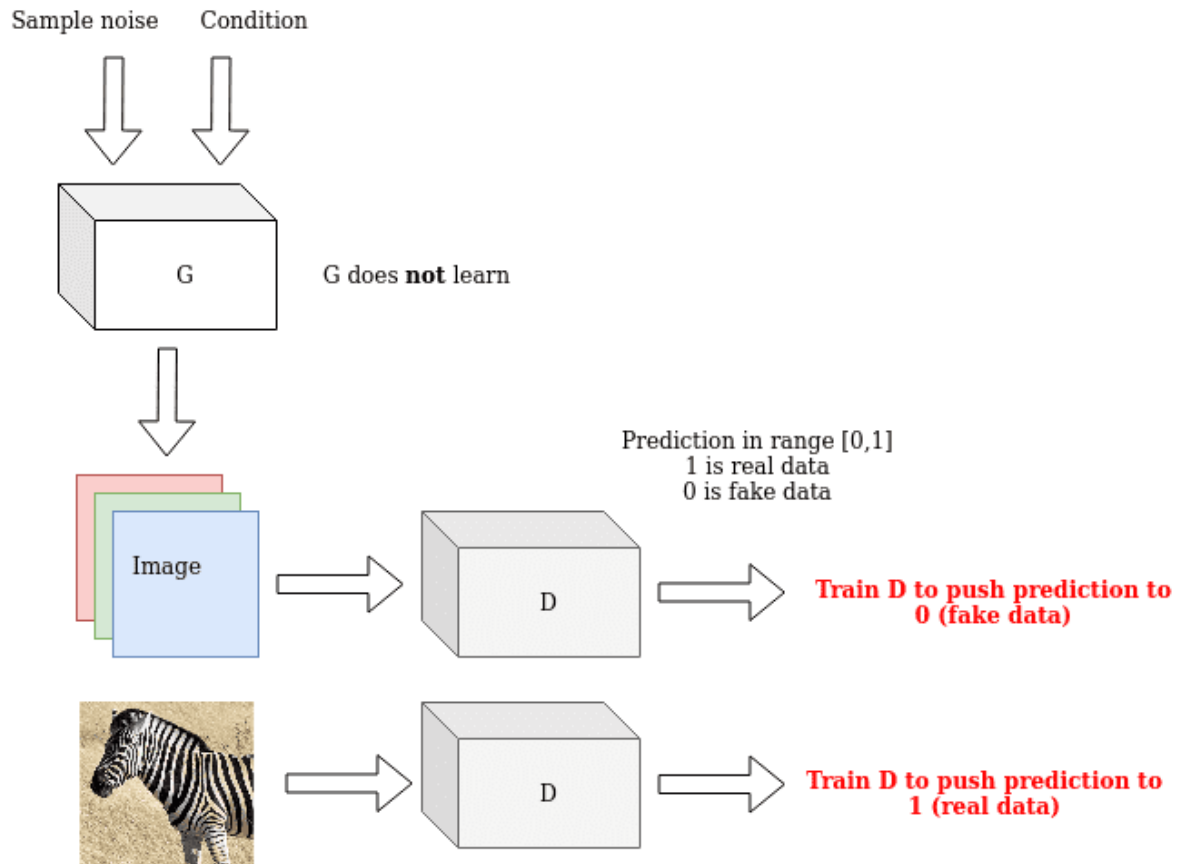 Sample noise
Condition
G
G does not learn
Prediction in range [0,1]
1 is real data
0 is fake data
Image
D
Train D to push prediction to
0 (fake data)
D
Train D to push prediction to
1 (real data)